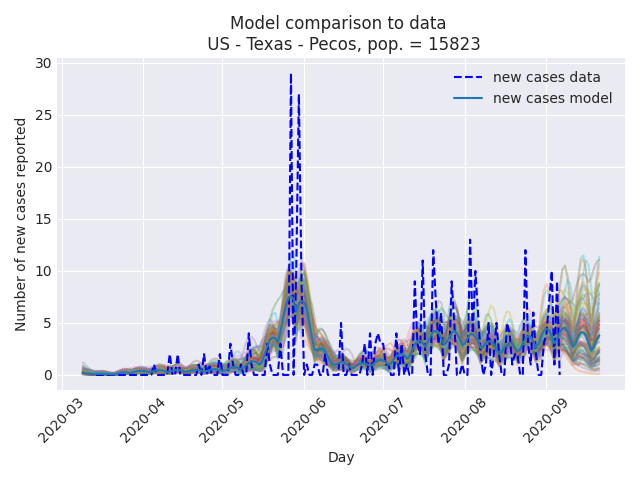 Model comparison to data
US - Texas - Pecos, pop. = 15823
new cases data
new cases model
Number of new cases reported
30
25
20
15
10
5
0
2020-03
2020-04
2020-05
2020-06
2020-07
2020-08
2020-09
Day